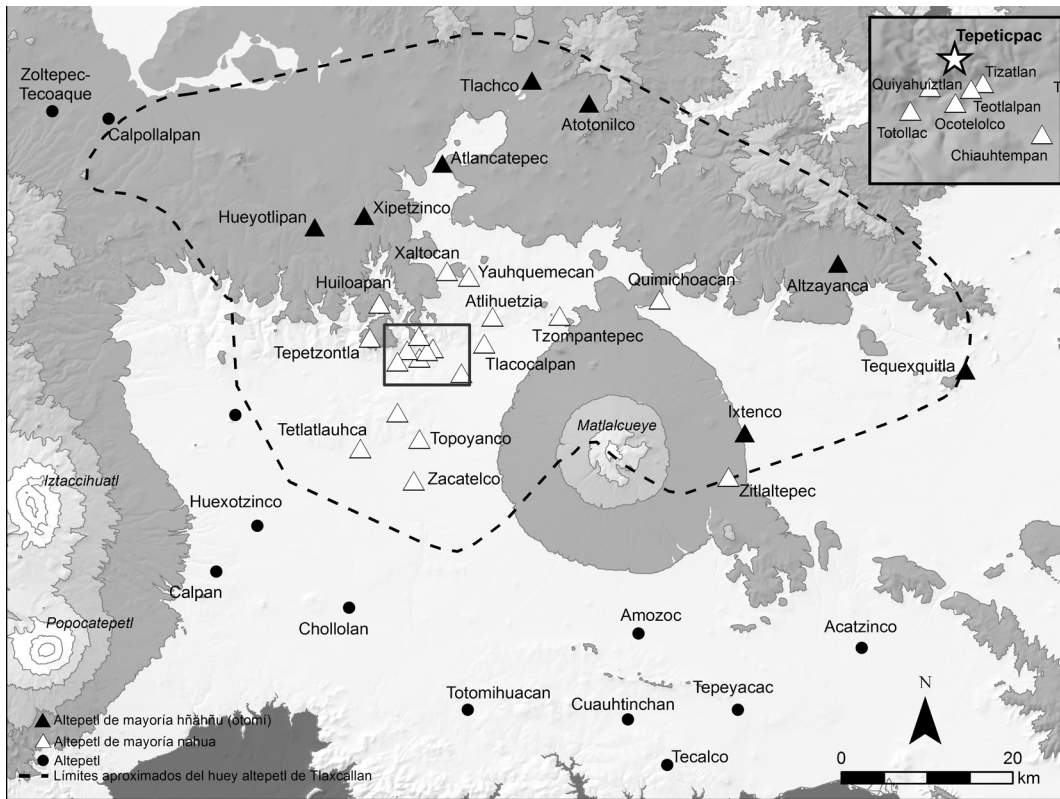 Zoltepec-
Tecoaque
Calpollalpan
Tlachco
Atotonilco
Atlancatepec
Hueyotlipan
Xipetzinco
Xaltocan
Yauhquemecan
Huiloapan
Atlihuetzia
Quimichoacan
Altzayanca
Tzompantepec
Tepetzontla
Tlacocalpan
Tequexquitla
Ixtenco
Matlalcueye
Tetlatlauhca
Topoyanco
Zacatelco
Zitlaltepec
Iztaccihuatl
Huexotzinco
Calpan
Popocatepetl
Chollolan
Amozoc
Acatzinco
Totomihuacan
Cuauhtinchan
Tepeyacac
Tecalco
Tepeticpac
Quiyahuiztlan
Tizatlan
T
Teotlalpan
Totollac
Ocotelolco
Chiauhtempan
Altepetl de mayoría hñähñu (otomí)
Altepetl de mayoría nahua
Altepetl
Límites aproximados del huey altepetl de Tlaxcallan
N
0 20
km